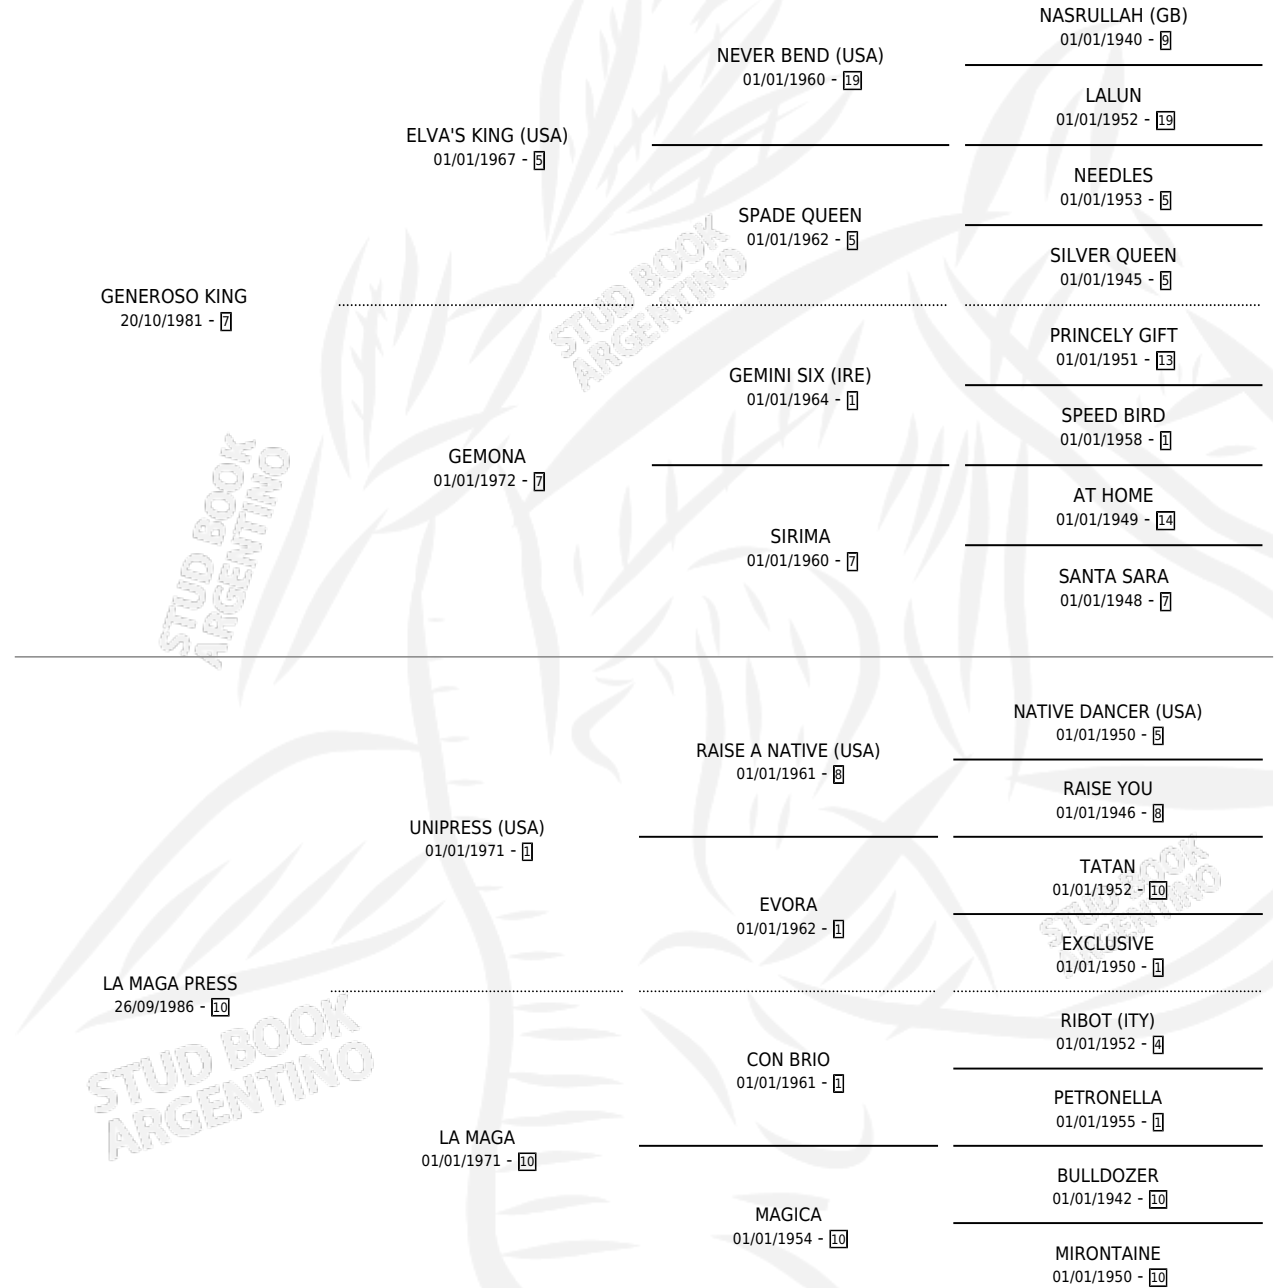 NASRULLAH (GB)
01/01/1940 - 9
NEVER BEND (USA)
01/01/1960 - 19
LALUN
01/01/1952 - 19
ELVA'S KING (USA)
01/01/1967 - 5
NEEDLES
01/01/1953 - 5
SPADE QUEEN
01/01/1962 - 5
SILVER QUEEN
01/01/1945 - 5
GENEROSO KING
20/10/1981 - 7
PRINCELY GIFT
01/01/1951 - 13
GEMINI SIX (IRE)
01/01/1964 - 1
SPEED BIRD
01/01/1958 - 1
GEMONA
01/01/1972 - 7
AT HOME
01/01/1949 - 14
SIRIMA
01/01/1960 - 7
SANTA SARA
01/01/1948 - 7
STUD BOOK
ARGENTINO
STUD BOOK
ARGENTINO
NATIVE DANCER (USA)
01/01/1950 - 5
RAISE A NATIVE (USA)
01/01/1961 - 8
RAISE YOU
01/01/1946 - 8
UNIPRESS (USA)
01/01/1971 - 1
TATAN
01/01/1952 - 10
EVORA
01/01/1962 - 1
EXCLUSIVE
01/01/1950 - 1
STUD BOOK
ARGENTINO
LA MAGA PRESS
26/09/1986 - 10
RIBOT (ITY)
01/01/1952 - 4
CON BRIO
01/01/1961 - 1
PETRONELLA
01/01/1955 - 1
STUD BOOK
ARGENTINO
LA MAGA
01/01/1971 - 10
BULLDOZER
01/01/1942 - 10
MAGICA
01/01/1954 - 10
MIRONTAINE
01/01/1950 - 10